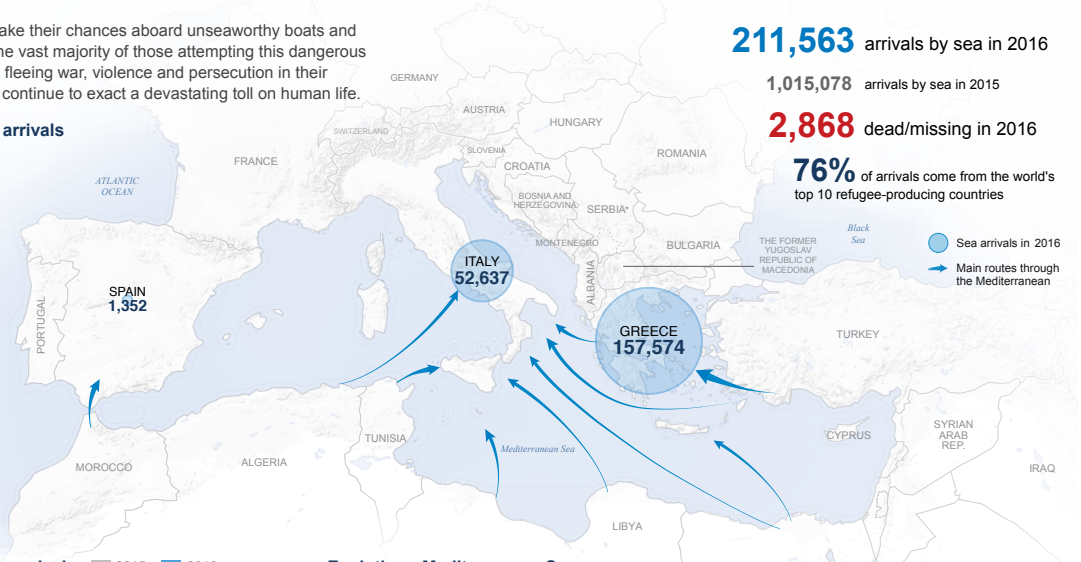 ake their chances aboard unseaworthy boats and
ne vast majority of those attempting this dangerous
fleeing war, violence and persecution in their
continue to exact a devastating toll on human life.
arrivals
211,563 arrivals by sea in 2016
1,015,078 arrivals by sea in 2015
2,868 dead/missing in 2016
76% of arrivals come from the world's
top 10 refugee-producing countries
Sea arrivals in 2016
Main routes through
the Mediterranean
GERMANY
AUSTRIA
HUNGARY
SWITZERLAND
SLOVENIA
ROMANIA
FRANCE
CROATIA
ATLANTIC
OCEAN
BOSNIA AND
HERZEGOVINA
SERBIA*
MONTENEGRO
BULGARIA
THE FORMER
YUGOSLAV
REPUBLIC OF
MACEDONIA
Black
Sea
ALBANIA
ITALY
52,637
SPAIN
1,352
PORTUGAL
GREECE
157,574
TURKEY
TUNISIA
Mediterranean Sea
CYPRUS
SYRIAN
ARAB
REP.
MOROCCO
ALGERIA
IRAQ
LIBYA